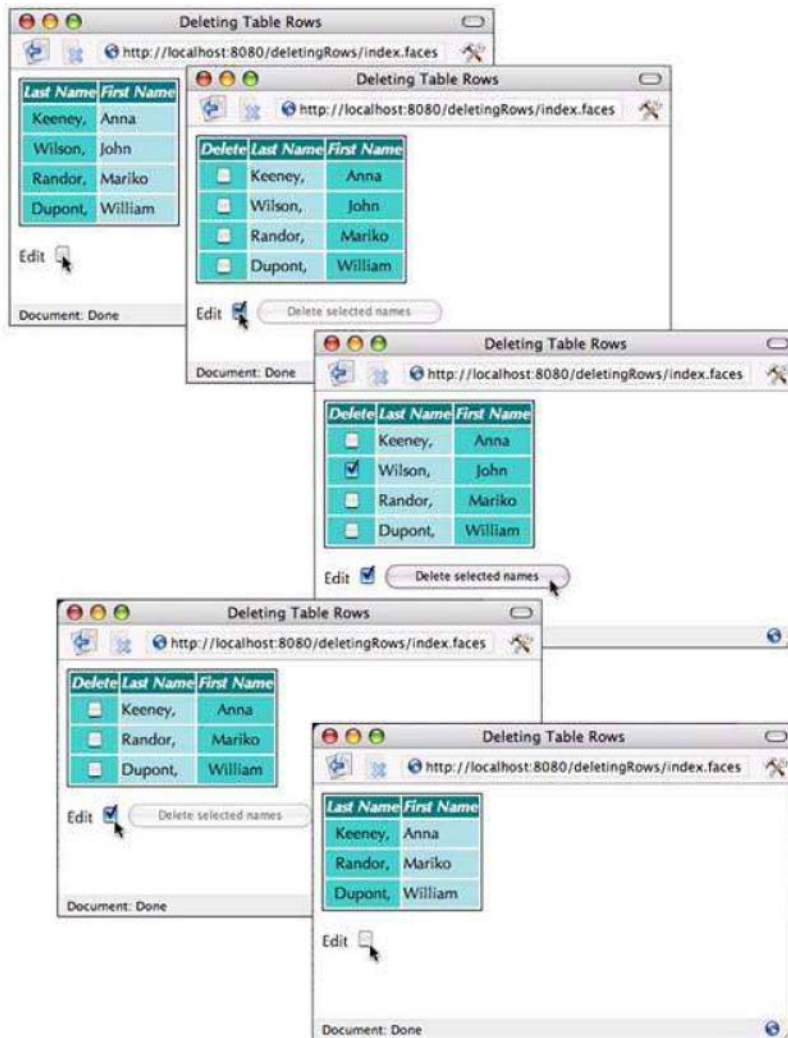 Deleting Table Rows
http://localhost:8080/deletingRows/index.faces
Last Name First Name
Keeney, Anna
Wilson, John
Randor, Mariko
Dupont, William
Edit
Document: Done
Deleting Table Rows
http://localhost:8080/deletingRows/index.faces
Delete Last Name First Name
Keeney, Anna
Wilson, John
Randor, Mariko
Dupont, William
Edit Delete selected names
Document: Done
Deleting Table Rows
http://localhost:8080/deletingRows/index.faces
Delete Last Name First Name
Keeney, Anna
Wilson, John
Randor, Mariko
Dupont, William
Edit Delete selected names
Deleting Table Rows
http://localhost:8080/deletingRows/index.faces
Delete Last Name First Name
Keeney, Anna
Randor, Mariko
Dupont, William
Edit Delete selected names
Document: Done
Deleting Table Rows
http://localhost:8080/deletingRows/index.faces
Last Name First Name
Keeney, Anna
Randor, Mariko
Dupont, William
Edit
Document: Done